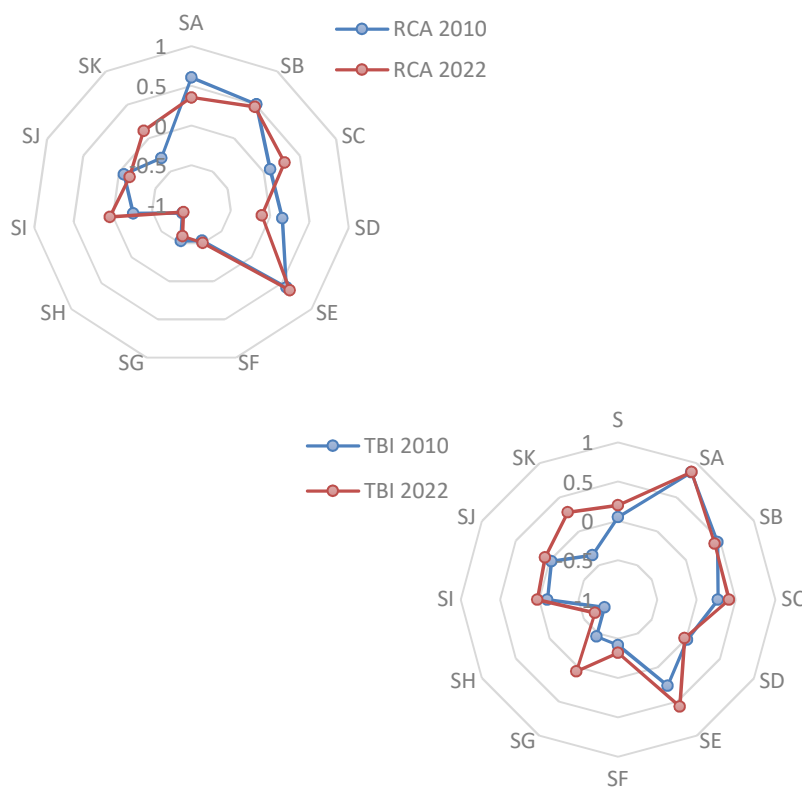 SA
RCA 2010
RCA 2022
1
0.5
0
-0.5
-1
SB
SC
SD
SE
SF
SG
SH
SI
SJ
SK
TBI 2010
TBI 2022
S
1
0.5
0
-0.5
-1
SA
SB
SC
SD
SE
SF
SG
SH
SI
SJ
SK